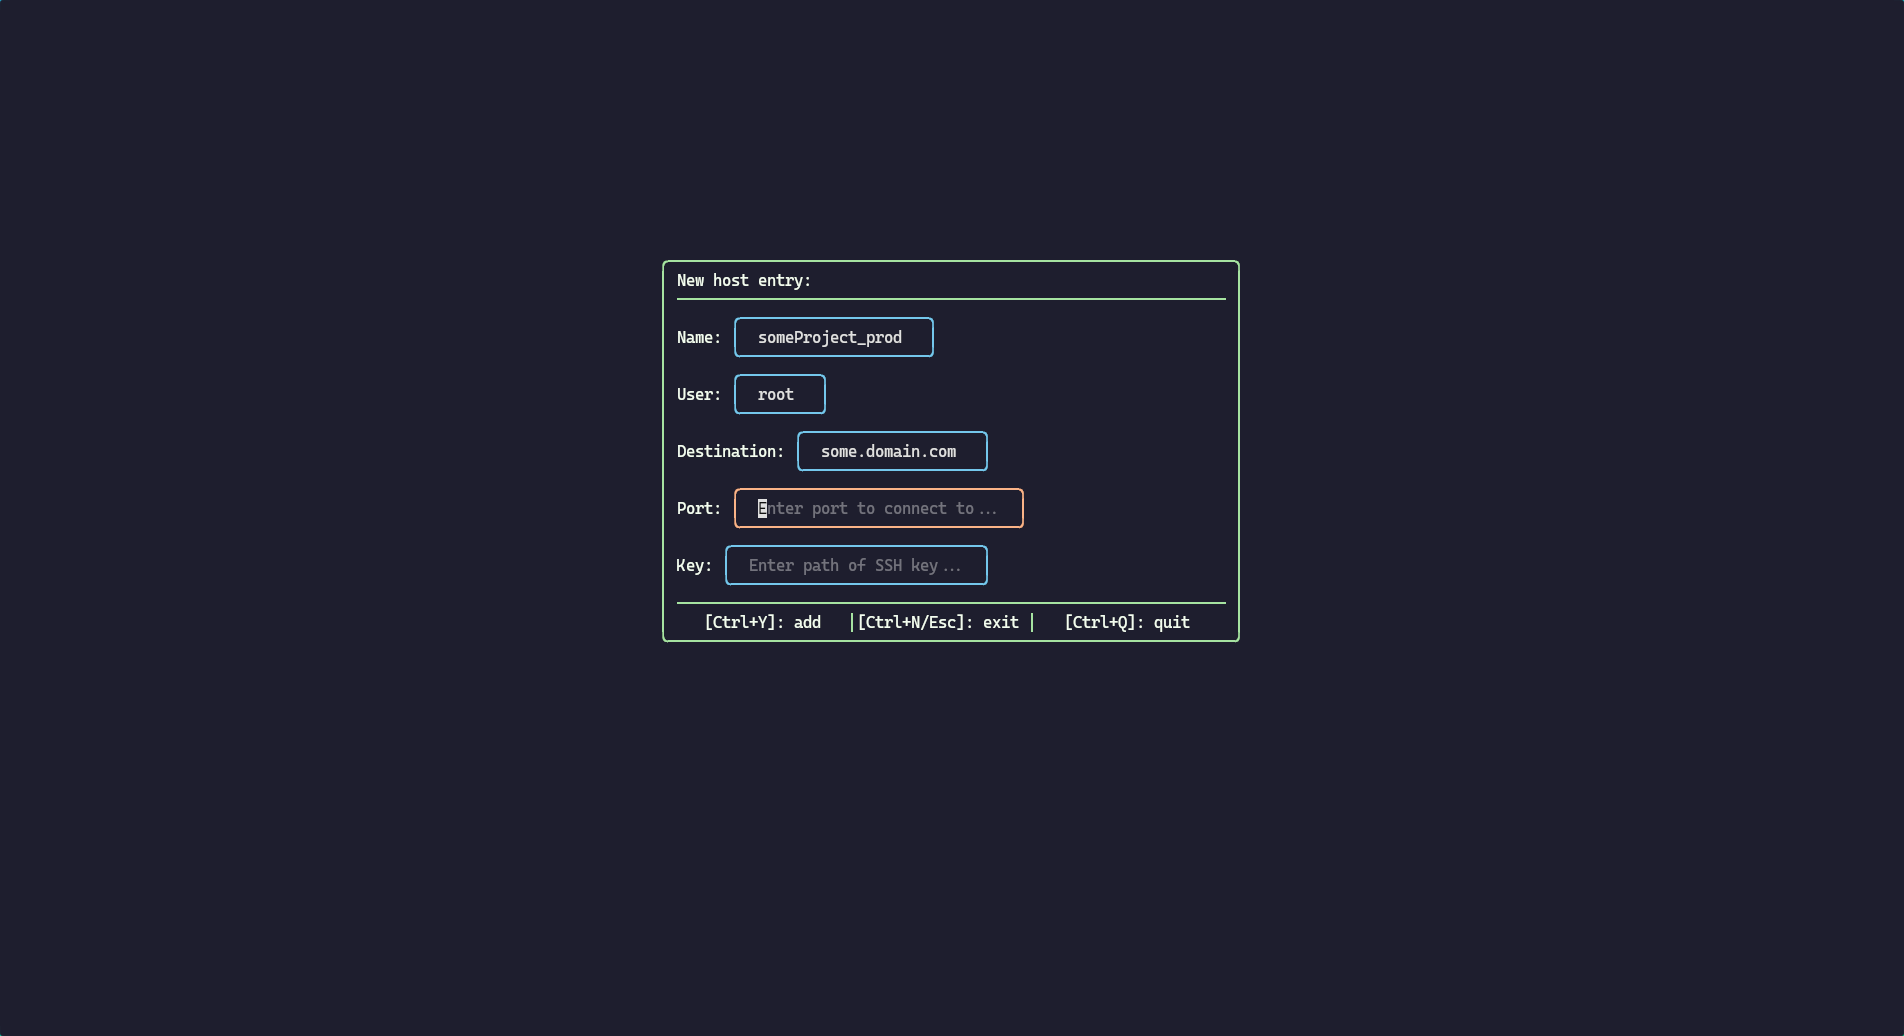 New host entry:
Name: someProject_prod
User: root
Destination: some.domain.com
Port: Enter port to connect to...
Key: Enter path of SSH key...
[Ctrl+Y]: add |[Ctrl+N/Esc]: exit | [Ctrl+Q]: quit